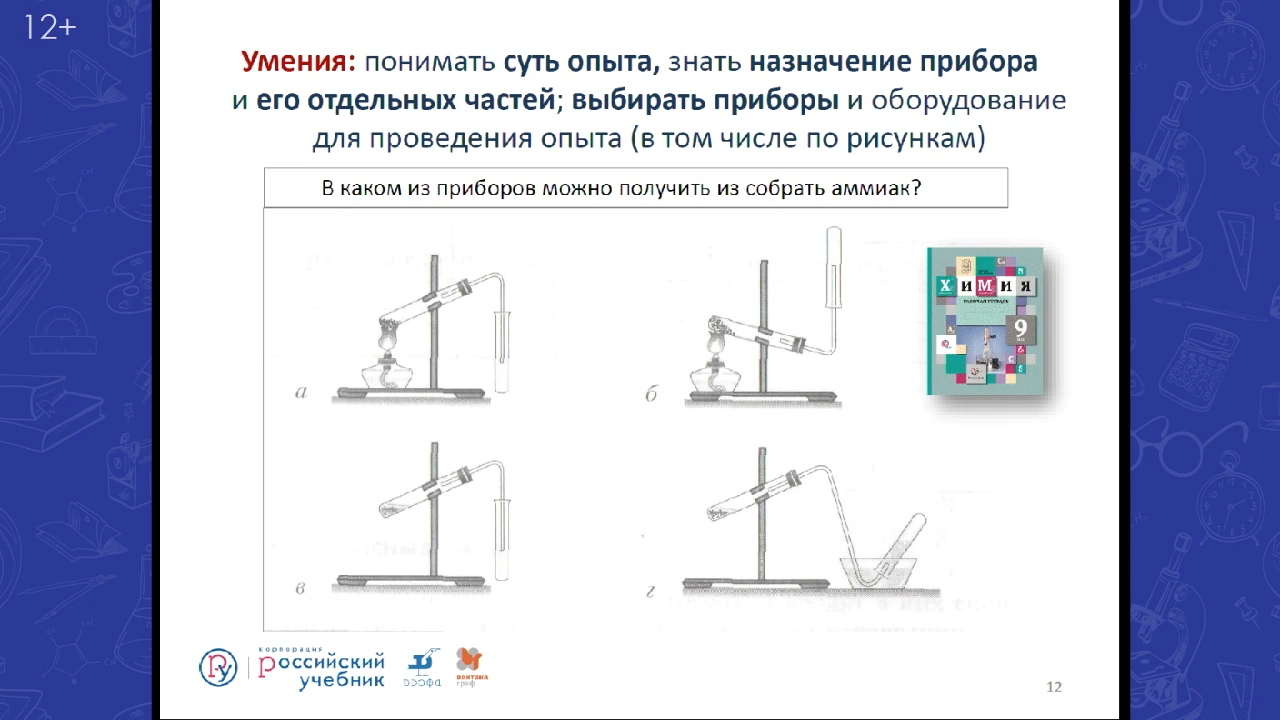 12+
Умения: понимать суть опыта, знать назначение прибора
и его отдельных частей; выбирать приборы и оборудование
для проведения опыта (в том числе по рисункам)
В каком из приборов можно получить из собрать аммиак?
а
б
в
г
ХИМИЯ
РАБОЧАЯ ТЕТРАДЬ
9
корпорация
российский
учебник
дрофа
вентана
граф
12